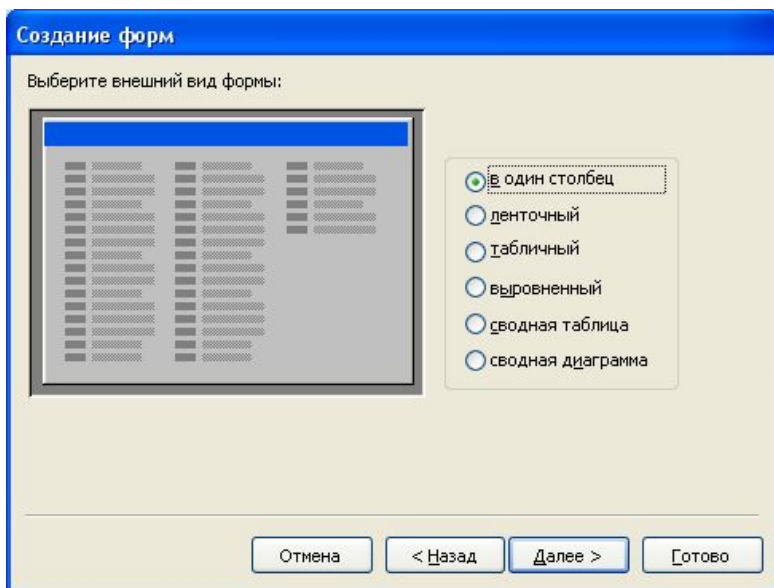 Создание форм
Выберите внешний вид формы:
в один столбец
ленточный
табличный
выровненный
сводная таблица
сводная диаграмма
Отмена
< Назад
Далее >
Готово